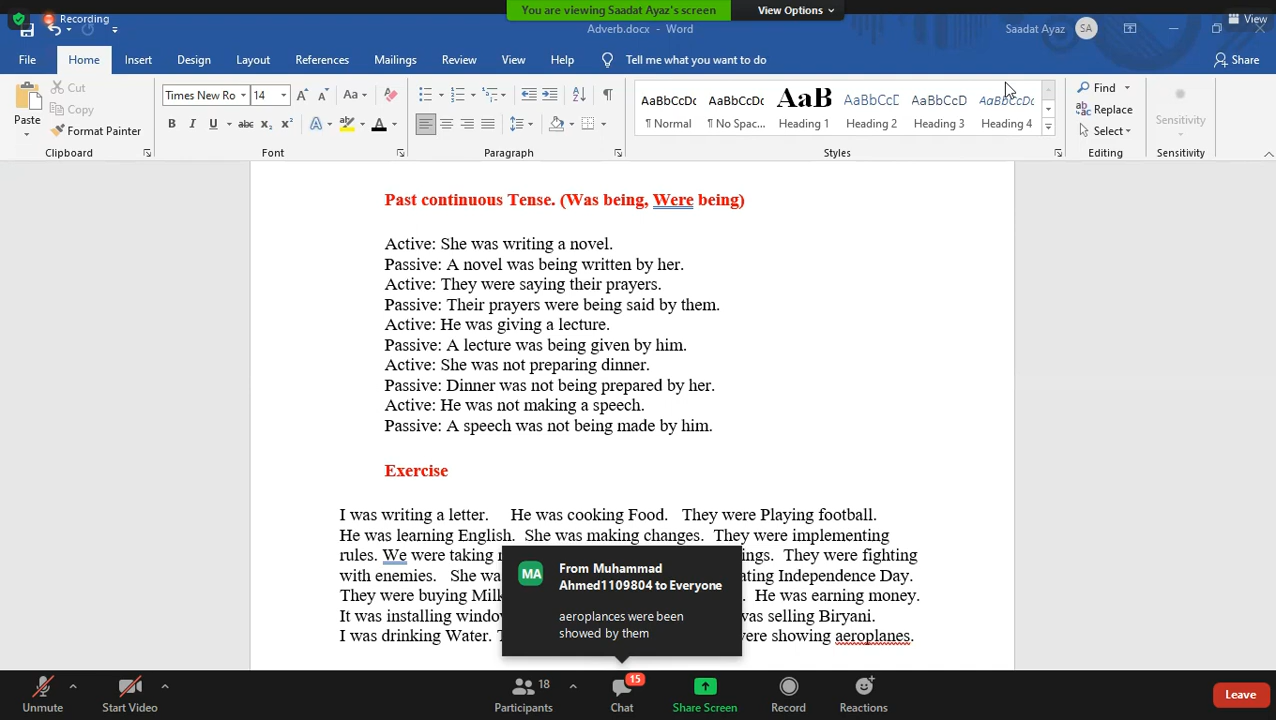 Recording
You are viewing Saadat Ayaz's screen
View Options
View
Adverb.docx - Word
Saadat Ayaz
SA
File
Home
Insert
Design
Layout
References
Mailings
Review
View
Help
Tell me what you want to do
Share
Paste
Cut
Copy
Format Painter
Clipboard
Times New Ro
14
Aa
B I U abc x₂ x²
A
Font
Paragraph
AaBbCcDc
¶ Normal
AaBbCcDc
¶ No Spac...
AaB
Heading 1
AaBbCcD
Heading 2
AaBbCcD
Heading 3
AaBbCcDc
Heading 4
Styles
Find
Replace
Select
Editing
Sensitivity
Sensitivity
Past continuous Tense. (Was being, Were being)
Active: She was writing a novel.
Passive: A novel was being written by her.
Active: They were saying their prayers.
Passive: Their prayers were being said by them.
Active: He was giving a lecture.
Passive: A lecture was being given by him.
Active: She was not preparing dinner.
Passive: Dinner was not being prepared by her.
Active: He was not making a speech.
Passive: A speech was not being made by him.
Exercise
I was writing a letter. He was cooking Food. They were Playing football.
He was learning English. She was making changes. They were implementing
rules. We were taking ings. They were fighting
with enemies. She wa ating Independence Day.
They were buying Milk . He was earning money.
It was installing windo was selling Biryani.
I was drinking Water. T ere showing aeroplanes.
MA
From Muhammad
Ahmed1109804 to Everyone
aeroplances were been
showed by them
Unmute
Start Video
18
Participants
15
Chat
Share Screen
Record
Reactions
Leave